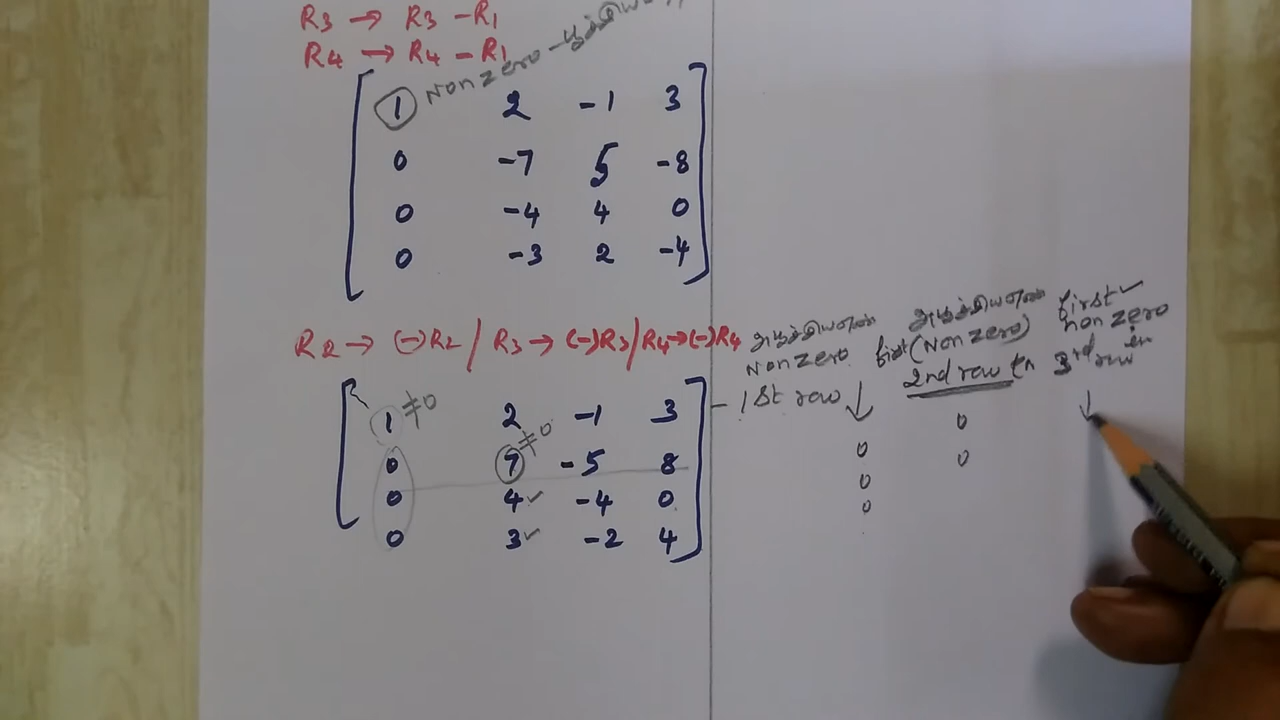 R3 → R3 -R1
R4 → R4 - R1
Non zero -
1 2 -1 3
0 -7 5 -8
0 -4 4 0
0 -3 2 -4
R2 → (-)R2 / R3 → (-)R3/R4→(-)R4
Non zero
1st row ↓
0
0
0
first (Non zero)
2nd row
0
0
first ✓
non zero
3rd row
↓
1 ≠0 2 -1 3
0 7 ≠0 -5 8
0 4 ✓ -4 0
0 3 ✓ -2 4